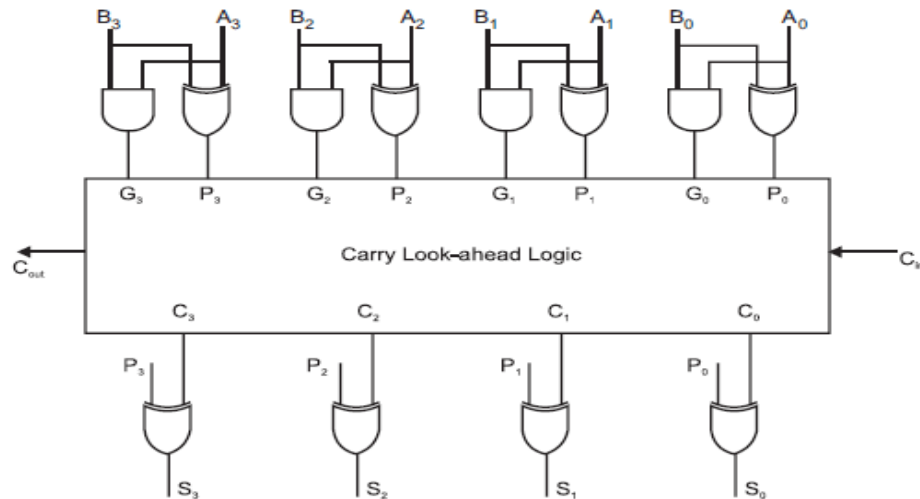 B₃ A₃ B₂ A₂ B₁ A₁ B₀ A₀
G₃ P₃ G₂ P₂ G₁ P₁ G₀ P₀
Carry Look-ahead Logic
C_out
C₃ C₂ C₁ C₀
P₃ P₂ P₁ P₀
S₃ S₂ S₁ S₀